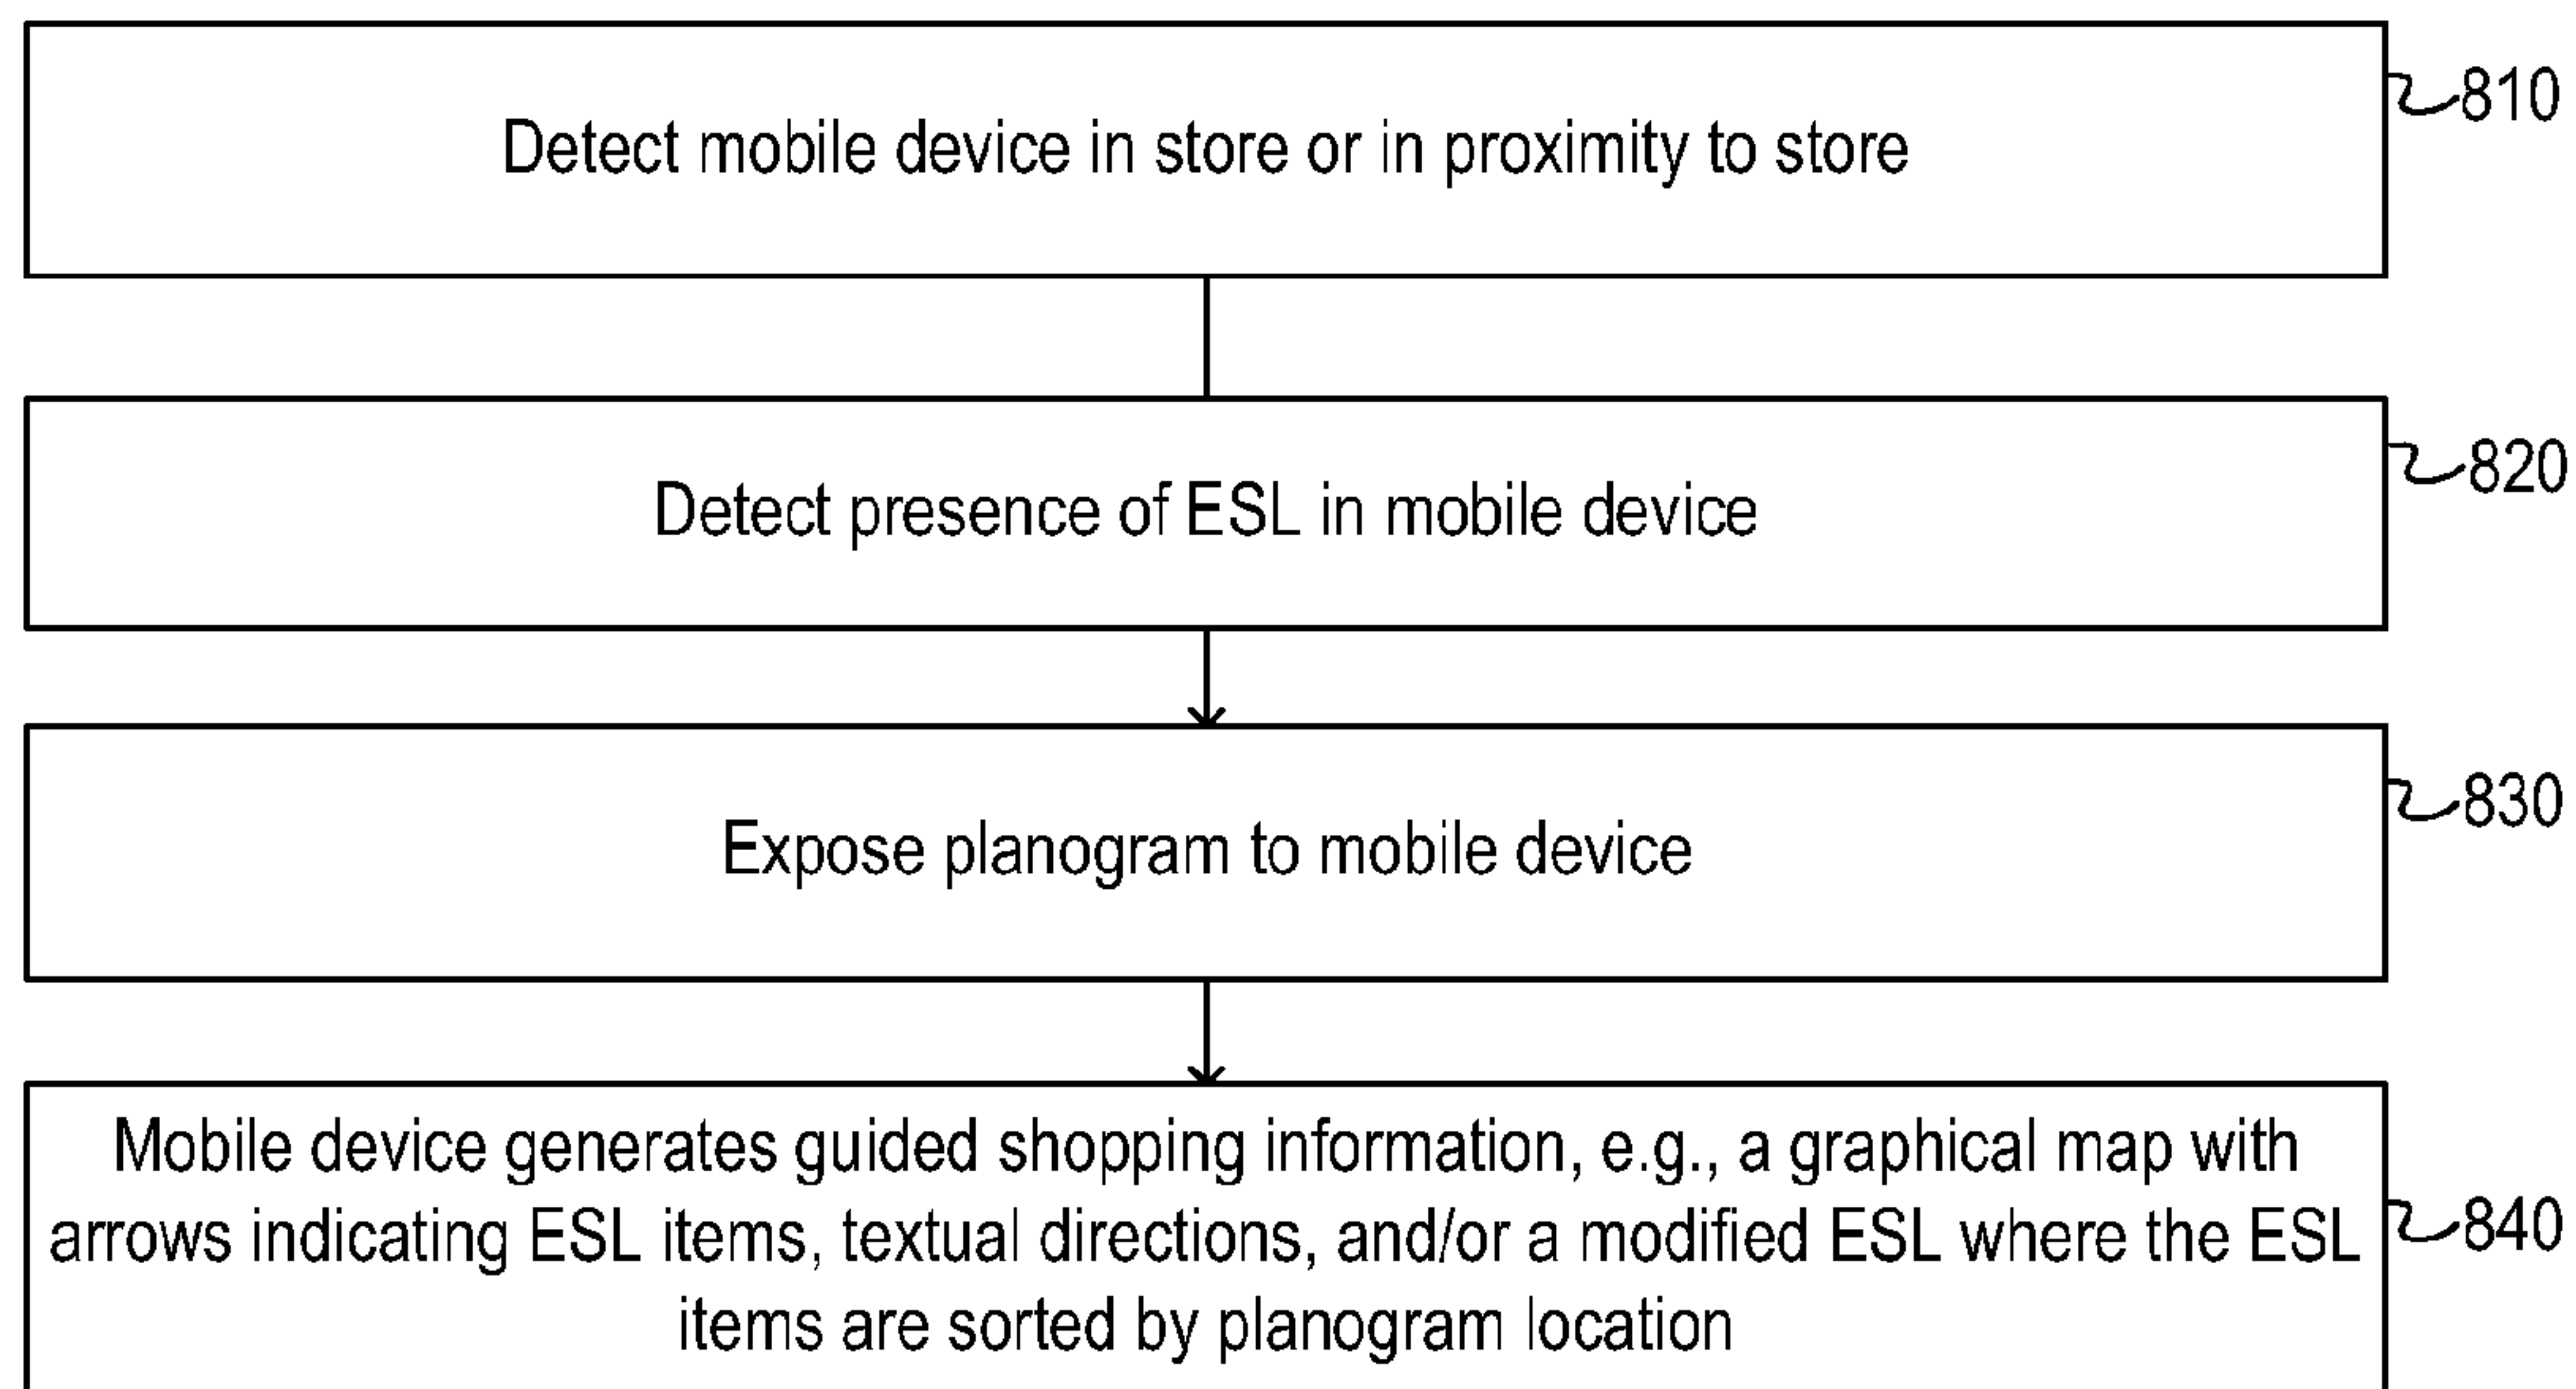 Detect mobile device in store or in proximity to store
810
Detect presence of ESL in mobile device
820
Expose planogram to mobile device
830
Mobile device generates guided shopping information, e.g., a graphical map with
arrows indicating ESL items, textual directions, and/or a modified ESL where the ESL
items are sorted by planogram location
840